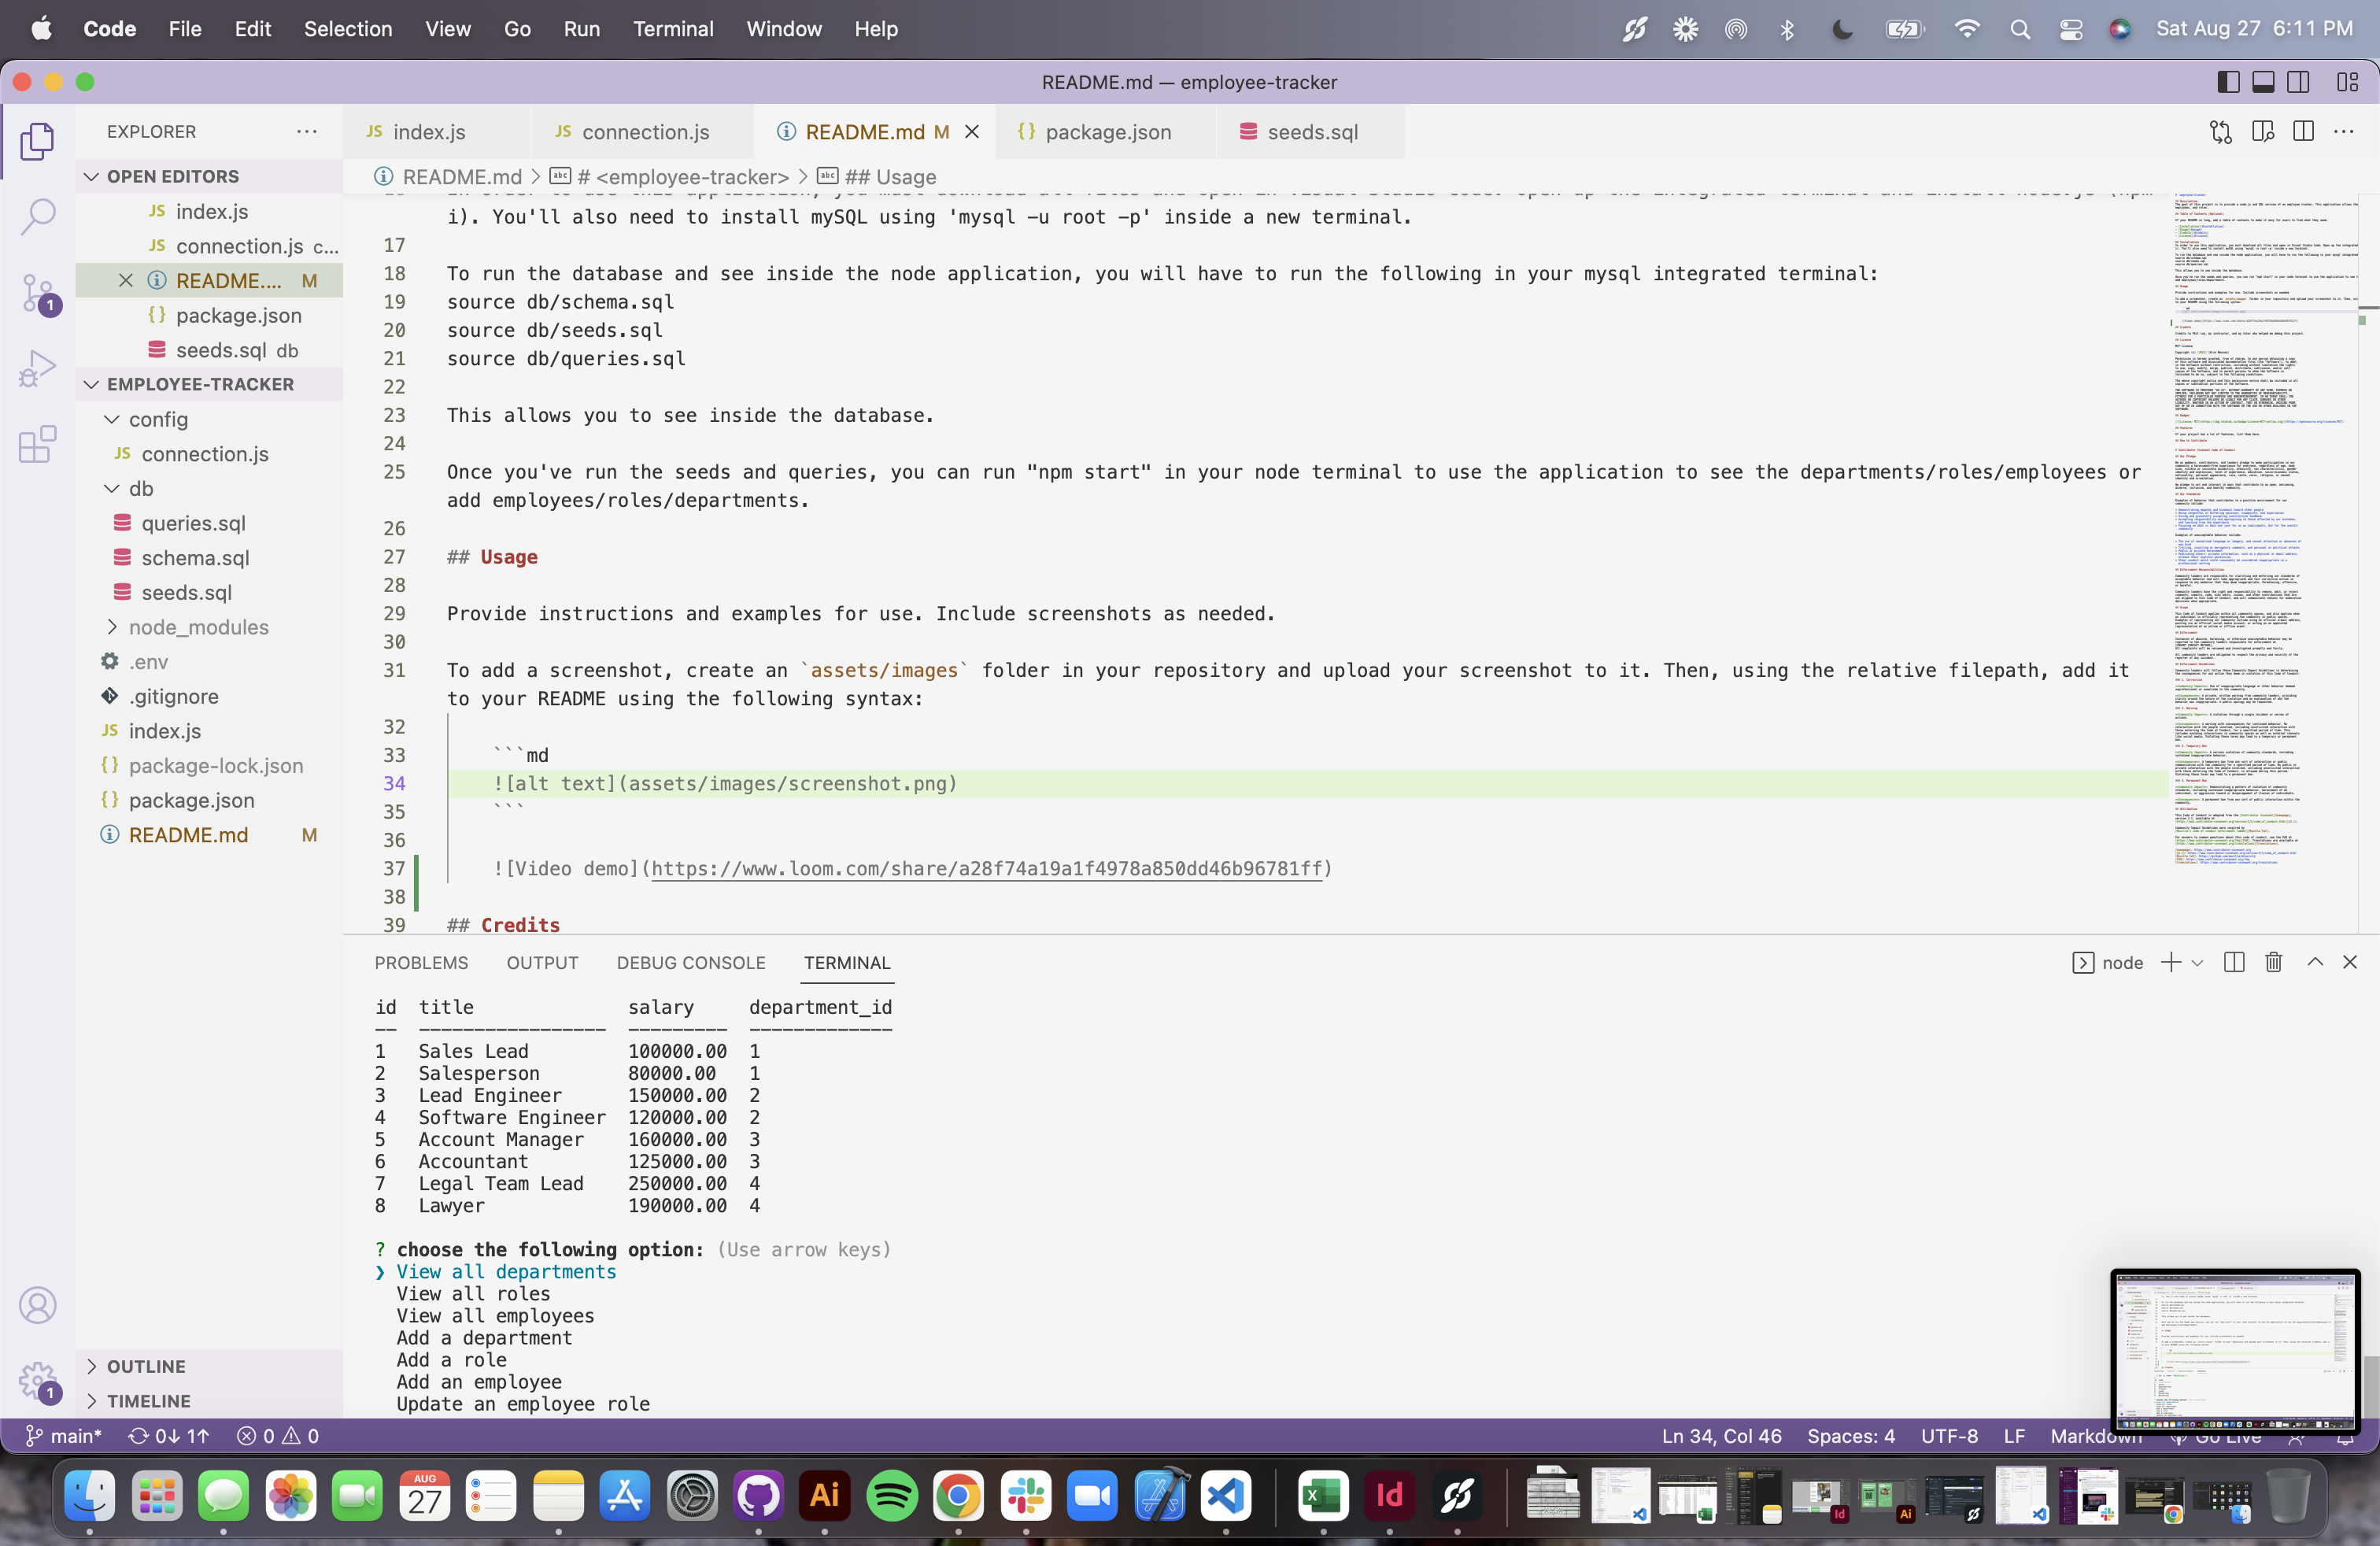 Code File Edit Selection View Go Run Terminal Window Help Sat Aug 27 6:11 PM
README.md — employee-tracker
EXPLORER
index.js connection.js README.md M package.json seeds.sql
OPEN EDITORS
index.js
connection.js c...
README.... M
package.json
seeds.sql db
EMPLOYEE-TRACKER
config
connection.js
db
queries.sql
schema.sql
seeds.sql
node_modules
.env
.gitignore
index.js
package-lock.json
package.json
README.md M
OUTLINE
TIMELINE
README.md > # <employee-tracker> > ## Usage
i). You'll also need to install mySQL using 'mysql -u root -p' inside a new terminal.
17
18 To run the database and see inside the node application, you will have to run the following in your mysql integrated terminal:
19 source db/schema.sql
20 source db/seeds.sql
21 source db/queries.sql
22
23 This allows you to see inside the database.
24
25 Once you've run the seeds and queries, you can run "npm start" in your node terminal to use the application to see the departments/roles/employees or
add employees/roles/departments.
26
27 ## Usage
28
29 Provide instructions and examples for use. Include screenshots as needed.
30
31 To add a screenshot, create an `assets/images` folder in your repository and upload your screenshot to it. Then, using the relative filepath, add it
to your README using the following syntax:
32
33 ```md
34 ![alt text](assets/images/screenshot.png)
35 ```
36
37 ![Video demo](https://www.loom.com/share/a28f74a19a1f4978a850dd46b96781ff)
38
39 ## Credits
PROBLEMS OUTPUT DEBUG CONSOLE TERMINAL node
id title salary department_id
-- ----------------- --------- -------------
1 Sales Lead 100000.00 1
2 Salesperson 80000.00 1
3 Lead Engineer 150000.00 2
4 Software Engineer 120000.00 2
5 Account Manager 160000.00 3
6 Accountant 125000.00 3
7 Legal Team Lead 250000.00 4
8 Lawyer 190000.00 4
? choose the following option: (Use arrow keys)
❯ View all departments
View all roles
View all employees
Add a department
Add a role
Add an employee
Update an employee role
main* 0↓ 1↑ 0 0 Ln 34, Col 46 Spaces: 4 UTF-8 LF Markdown Go Live
AUG
27
Ai
Id